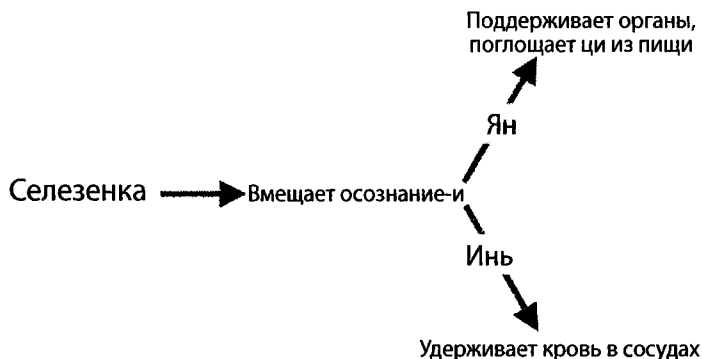 Поддерживает органы,
поглощает ци из пищи
Ян
Селезенка
Вмещает осознание-и
Инь
Удерживает кровь в сосудах